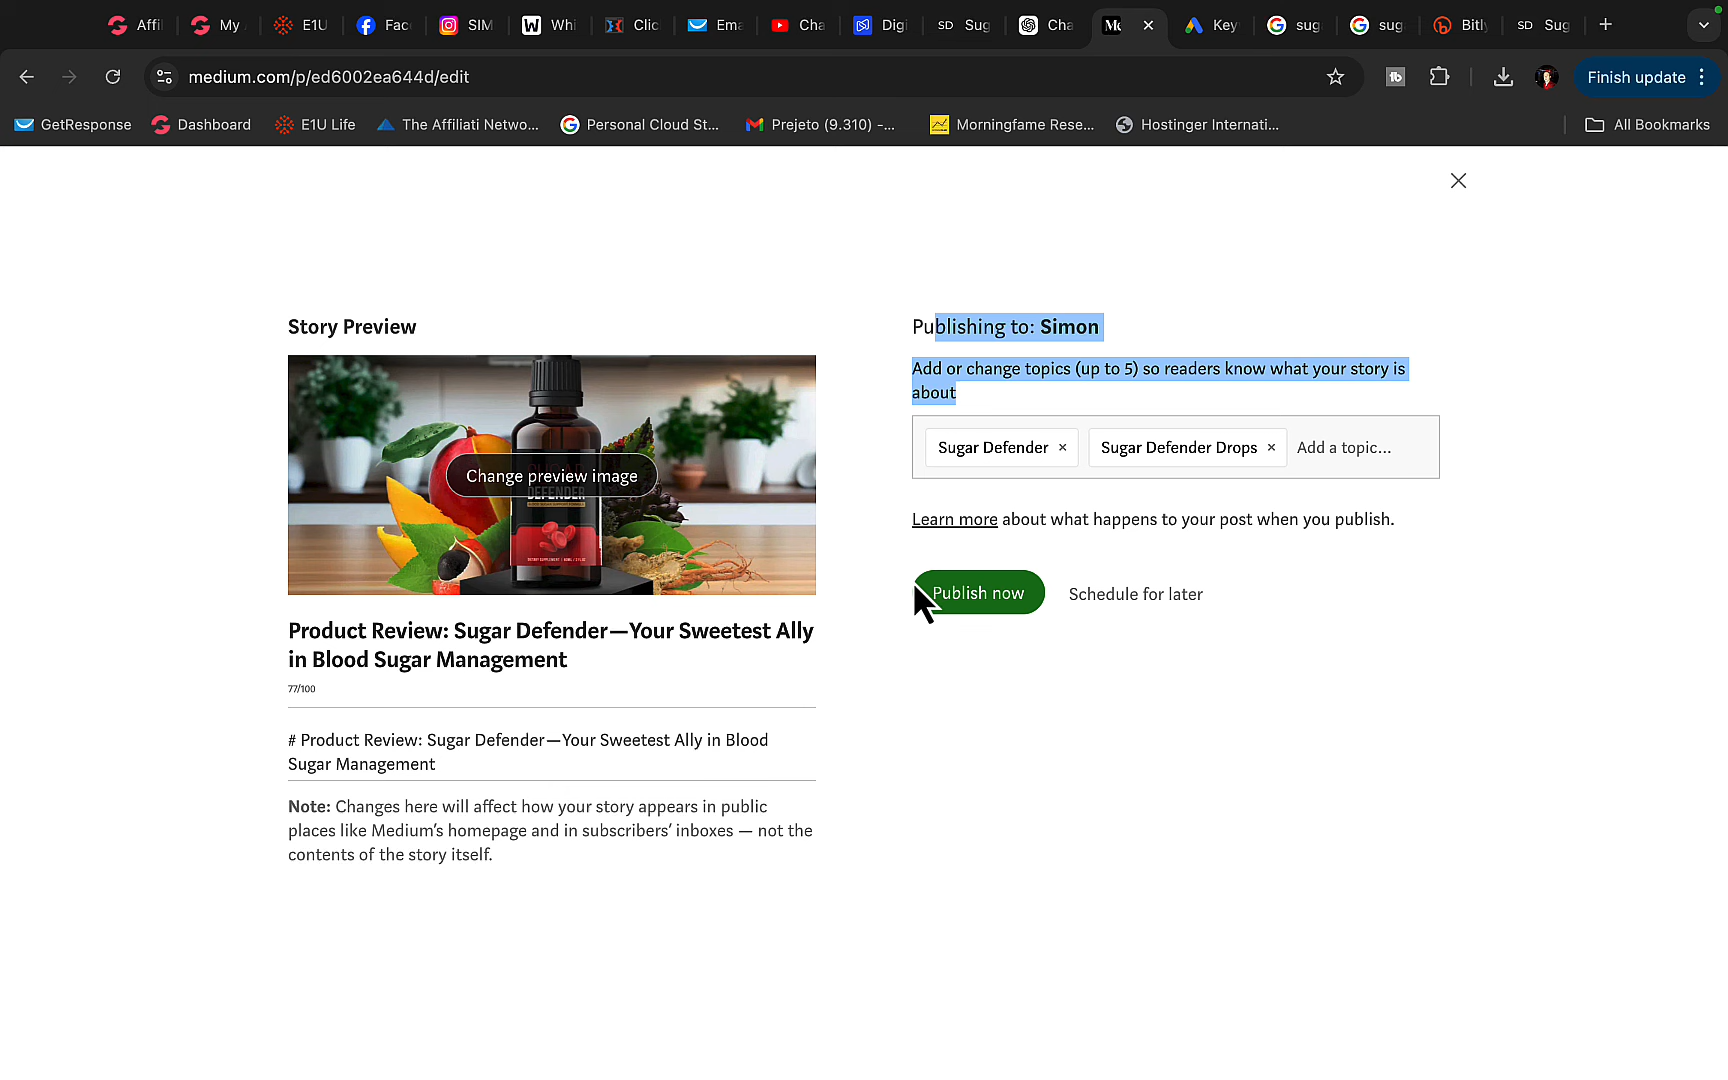 Affil
My
E1U
Fac
SIM
Whi
Clic
Ema
Cha
Digi
SD Sug
Cha
Key
sug
sug
Bitly
SD Sug
medium.com/p/ed6002ea644d/edit
Finish update
GetResponse
Dashboard
E1U Life
The Affiliati Netwo...
Personal Cloud St...
Prejeto (9.310) -...
Morningfame Rese...
Hostinger Internati...
All Bookmarks
Story Preview
Change preview image
DEFENDER
Product Review: Sugar Defender—Your Sweetest Ally
in Blood Sugar Management
77/100
# Product Review: Sugar Defender—Your Sweetest Ally in Blood
Sugar Management
Note: Changes here will affect how your story appears in public
places like Medium’s homepage and in subscribers’ inboxes — not the
contents of the story itself.
Publishing to: Simon
Add or change topics (up to 5) so readers know what your story is
about
Sugar Defender × Sugar Defender Drops × Add a topic...
Learn more about what happens to your post when you publish.
Publish now
Schedule for later